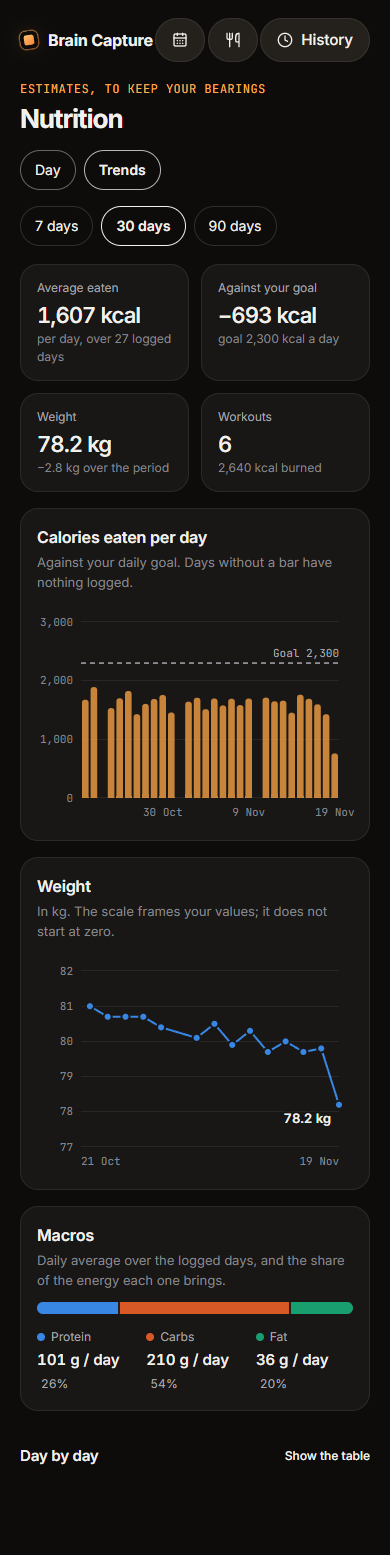 Brain Capture
History
ESTIMATES, TO KEEP YOUR BEARINGS
Nutrition
Day
Trends
7 days
30 days
90 days
Average eaten
1,607 kcal
per day, over 27 logged
days
Against your goal
−693 kcal
goal 2,300 kcal a day
Weight
78.2 kg
−2.8 kg over the period
Workouts
6
2,640 kcal burned
Calories eaten per day
Against your daily goal. Days without a bar have
nothing logged.
3,000
Goal 2,300
2,000
1,000
0
30 Oct
9 Nov
19 Nov
Weight
In kg. The scale frames your values; it does not
start at zero.
82
81
80
79
78
78.2 kg
77
21 Oct
19 Nov
Macros
Daily average over the logged days, and the share
of the energy each one brings.
Protein
101 g / day
26%
Carbs
210 g / day
54%
Fat
36 g / day
20%
Day by day
Show the table